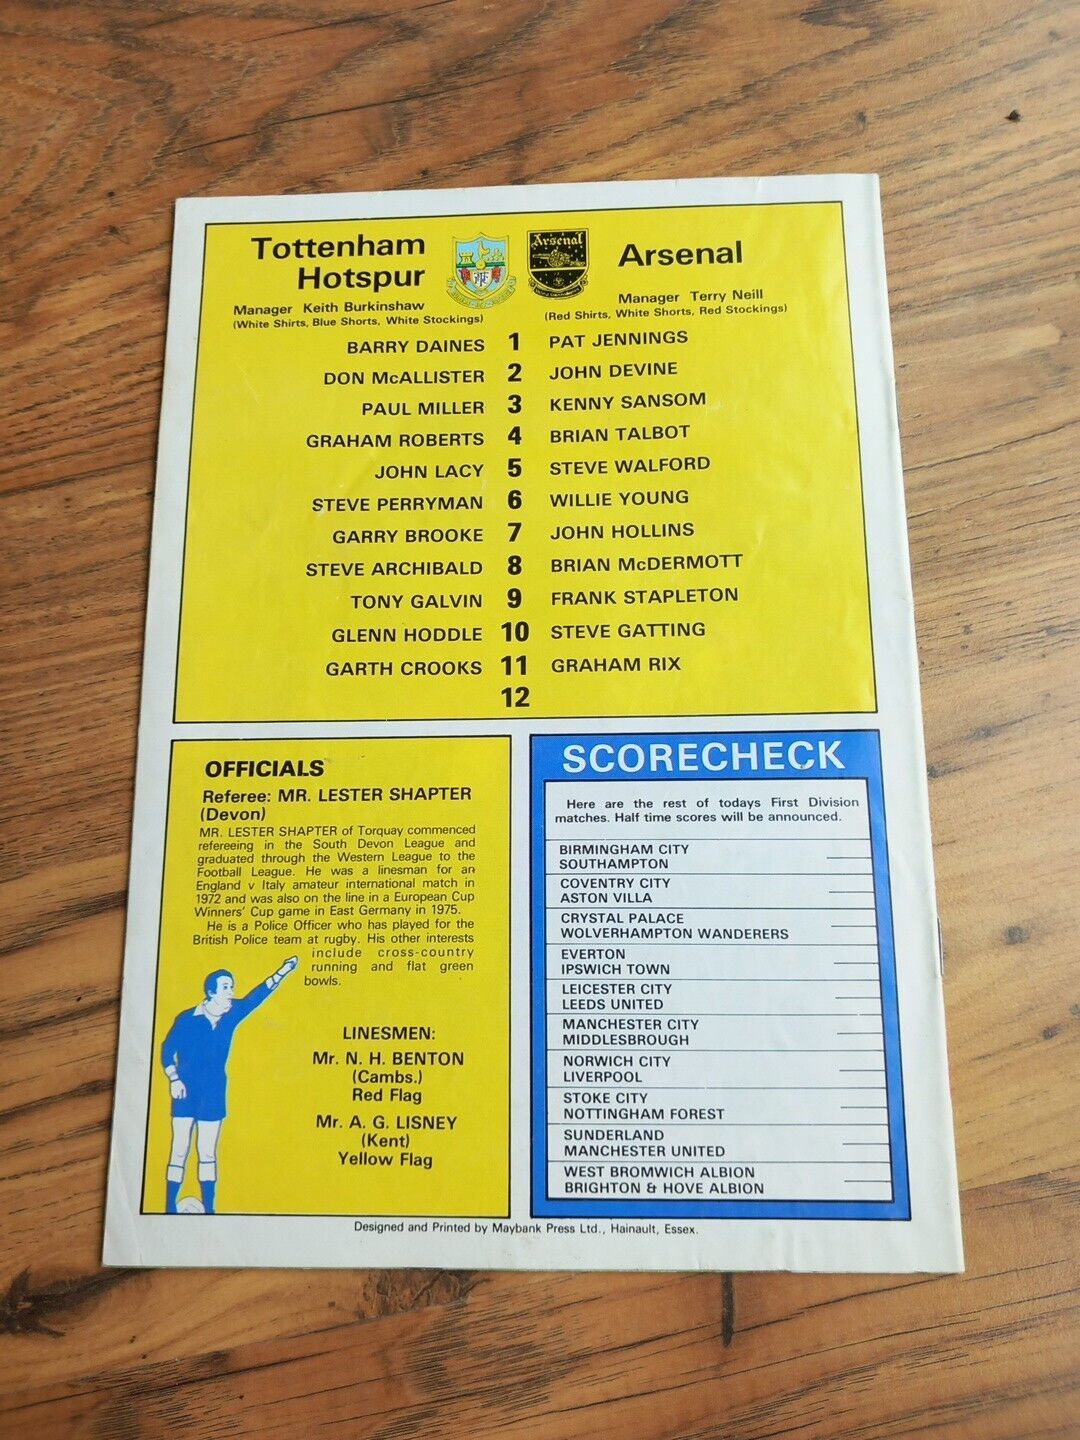 Tottenham
Hotspur
Manager Keith Burkinshaw
(White Shirts, Blue Shorts, White Stockings)
Arsenal
Arsenal
Manager Terry Neill
(Red Shirts, White Shorts, Red Stockings)
BARRY DAINES 1 PAT JENNINGS
DON McALLISTER 2 JOHN DEVINE
PAUL MILLER 3 KENNY SANSOM
GRAHAM ROBERTS 4 BRIAN TALBOT
JOHN LACY 5 STEVE WALFORD
STEVE PERRYMAN 6 WILLIE YOUNG
GARRY BROOKE 7 JOHN HOLLINS
STEVE ARCHIBALD 8 BRIAN McDERMOTT
TONY GALVIN 9 FRANK STAPLETON
GLENN HODDLE 10 STEVE GATTING
GARTH CROOKS 11 GRAHAM RIX
12
OFFICIALS
Referee: MR. LESTER SHAPTER
(Devon)
MR. LESTER SHAPTER of Torquay commenced
refereeing in the South Devon League and
graduated through the Western League to the
Football League. He was a linesman for an
England v Italy amateur international match in
1972 and was also on the line in a European Cup
Winners' Cup game in East Germany in 1975.
He is a Police Officer who has played for the
British Police team at rugby. His other interests
include cross-country
running and flat green
bowls.
LINESMEN:
Mr. N. H. BENTON
(Cambs.)
Red Flag
Mr. A. G. LISNEY
(Kent)
Yellow Flag
SCORECHECK
Here are the rest of todays First Division
matches. Half time scores will be announced.
BIRMINGHAM CITY
SOUTHAMPTON
COVENTRY CITY
ASTON VILLA
CRYSTAL PALACE
WOLVERHAMPTON WANDERERS
EVERTON
IPSWICH TOWN
LEICESTER CITY
LEEDS UNITED
MANCHESTER CITY
MIDDLESBROUGH
NORWICH CITY
LIVERPOOL
STOKE CITY
NOTTINGHAM FOREST
SUNDERLAND
MANCHESTER UNITED
WEST BROMWICH ALBION
BRIGHTON & HOVE ALBION
Designed and Printed by Maybank Press Ltd., Hainault, Essex.